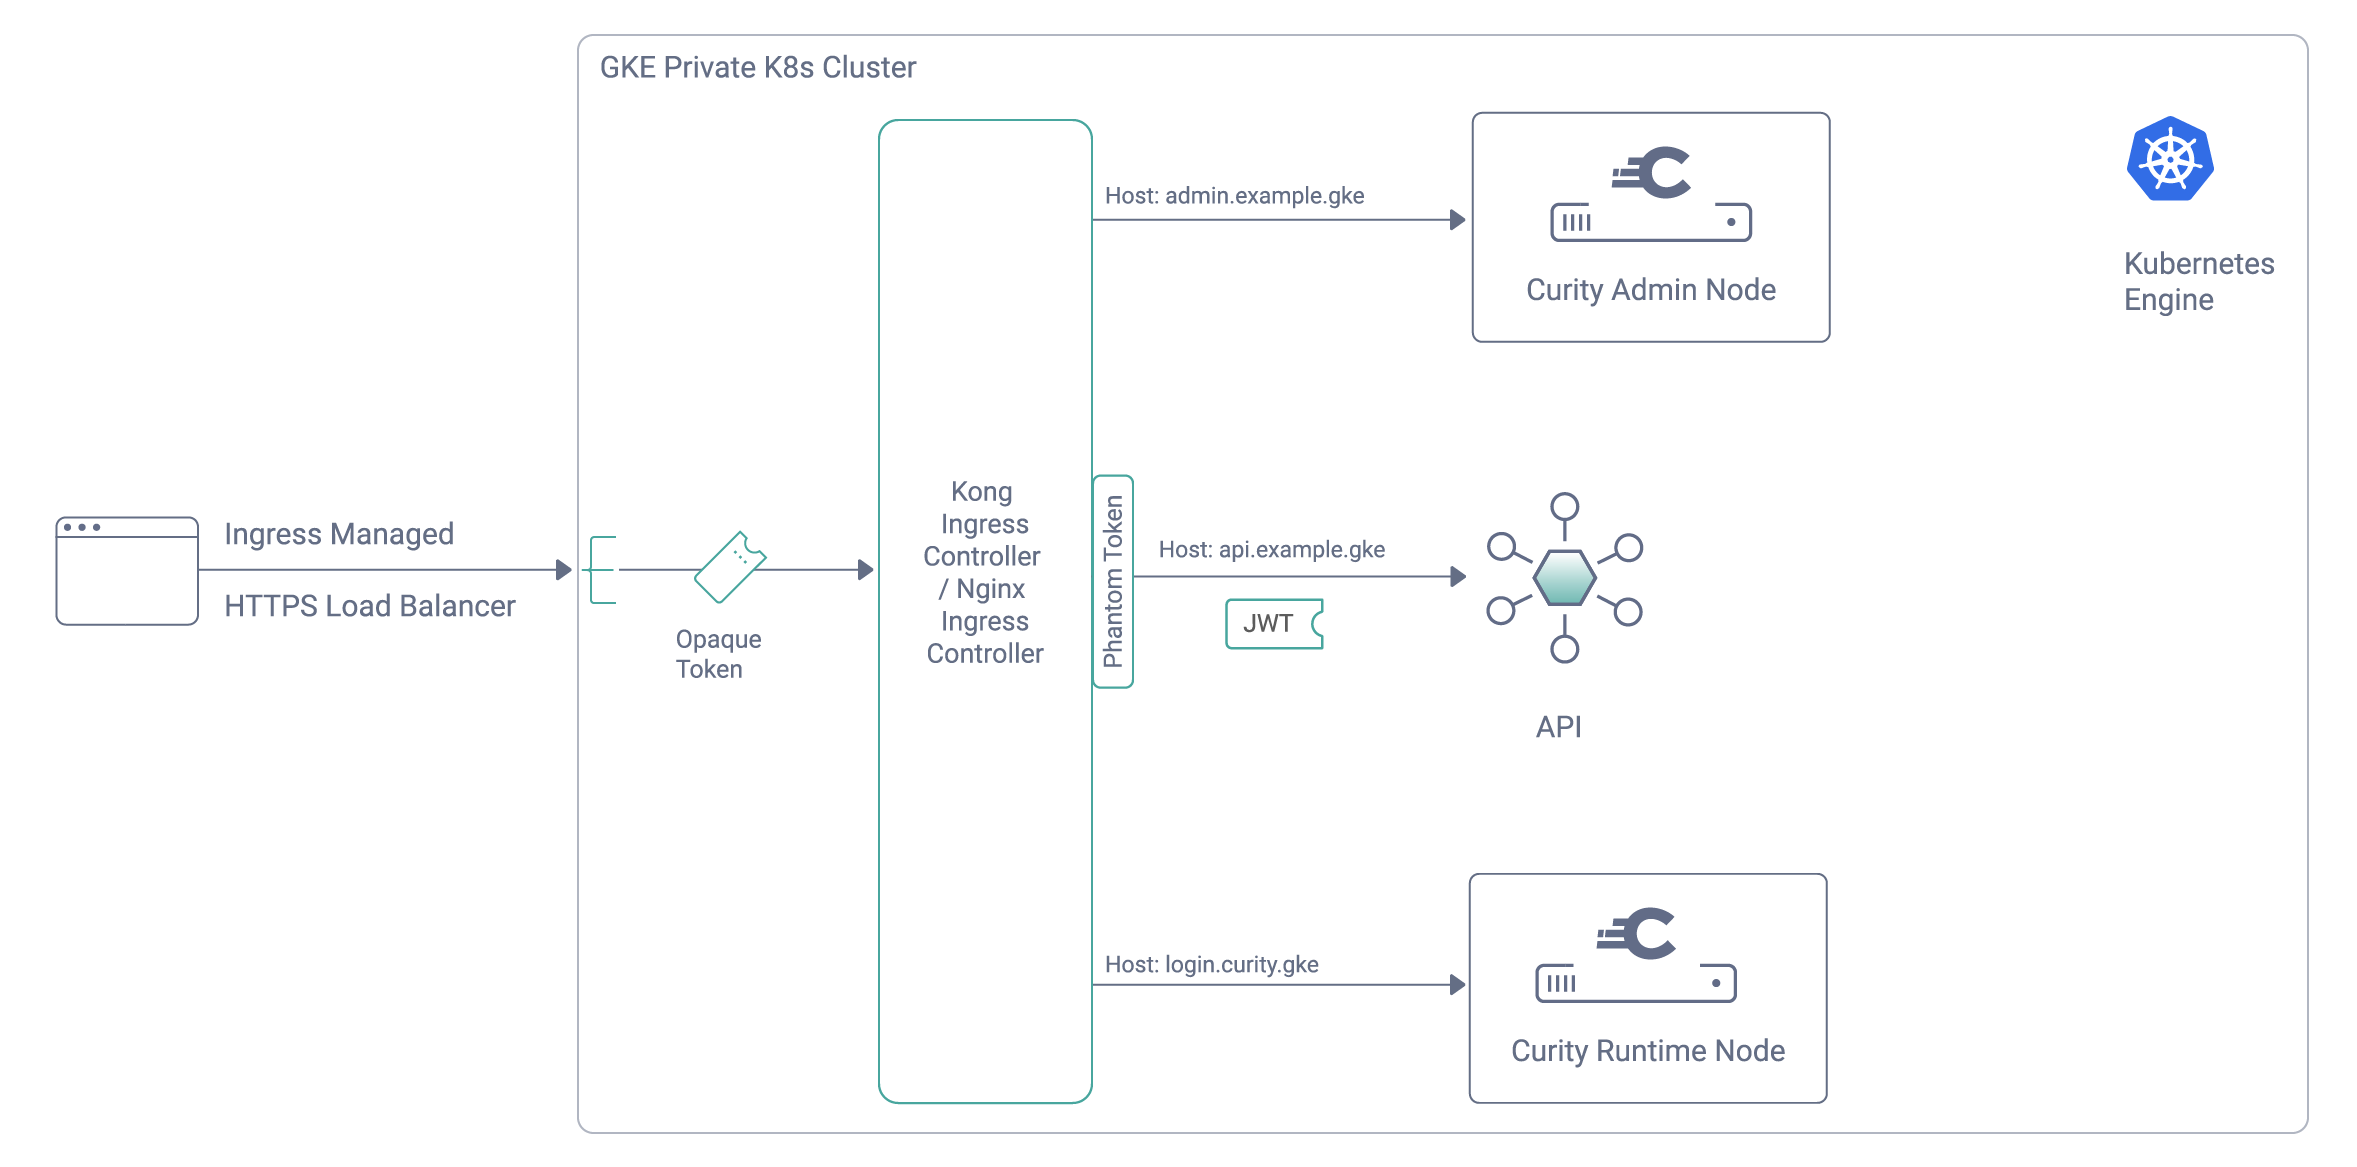 GKE Private K8s Cluster
Ingress Managed
HTTPS Load Balancer
Opaque
Token
Kong
Ingress
Controller
/ Nginx
Ingress
Controller
Phantom Token
Host: admin.example.gke
Curity Admin Node
Host: api.example.gke
JWT
API
Host: login.curity.gke
Curity Runtime Node
Kubernetes
Engine